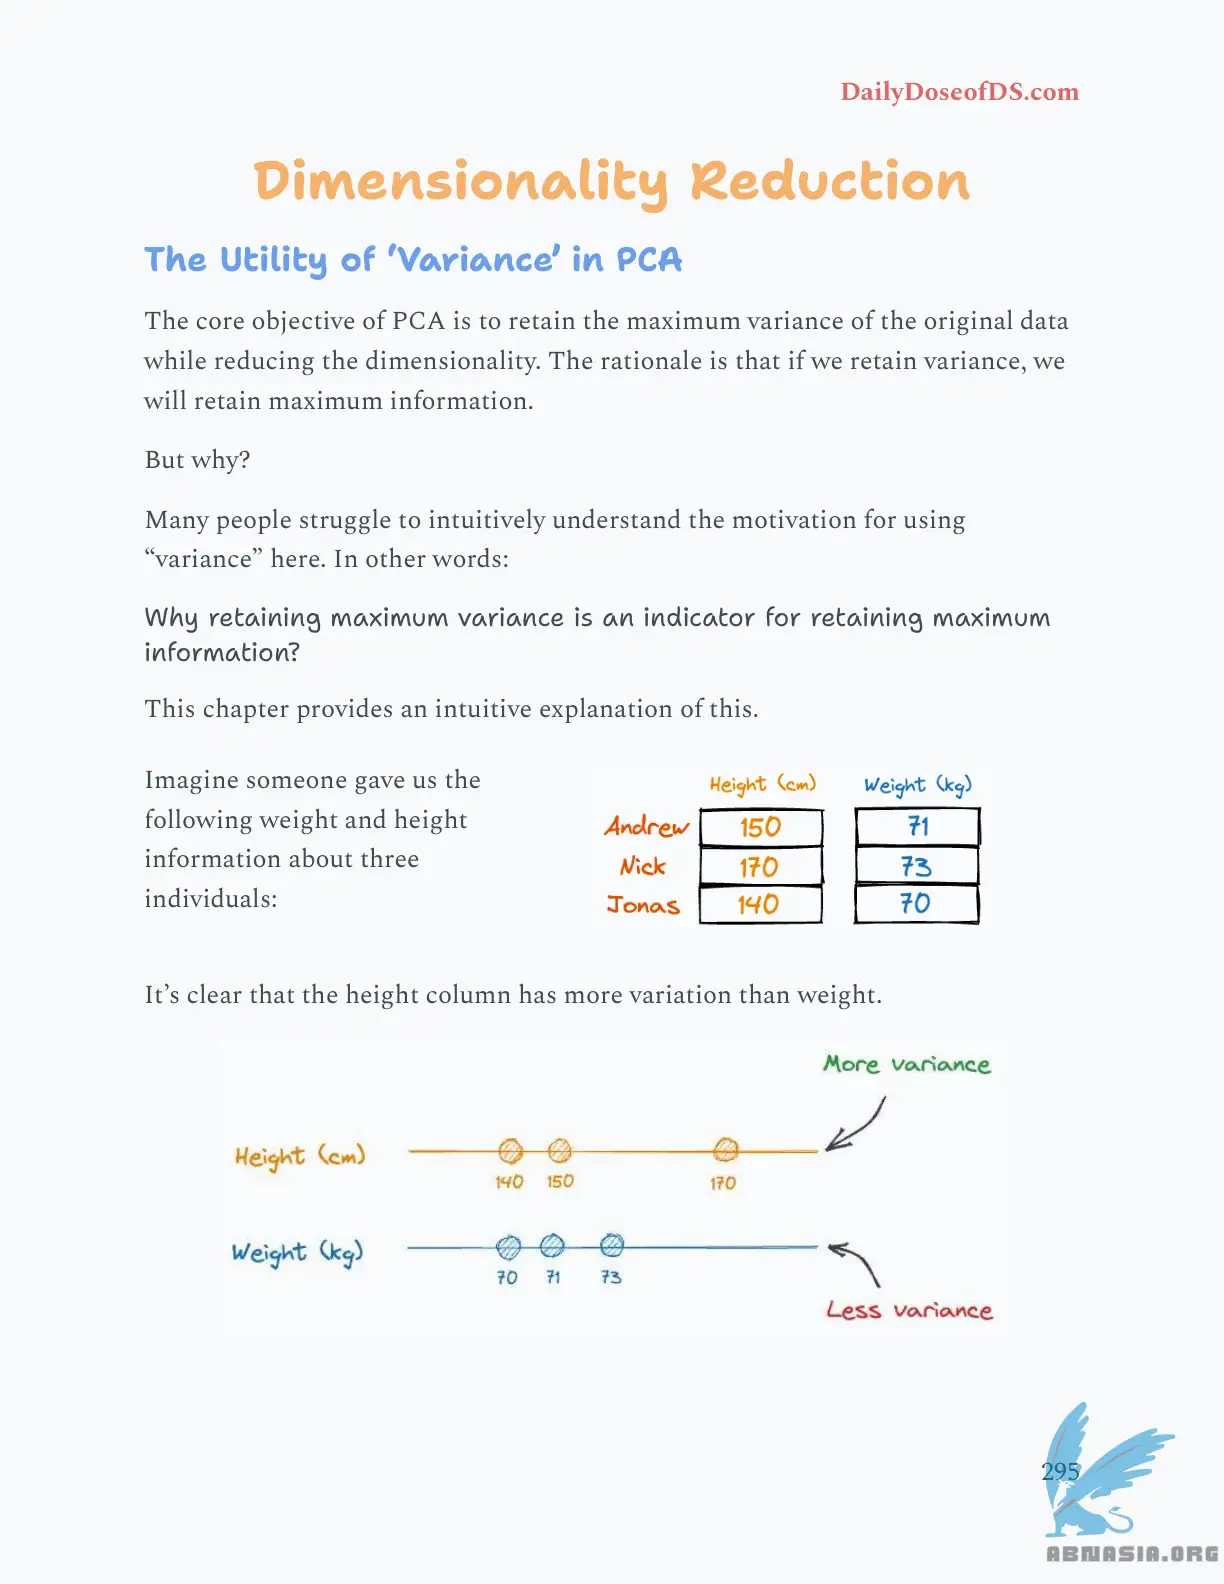 DailyDoseofDS.com
Dimensionality Reduction
The Utility of ‘Variance’ in PCA
The core objective of PCA is to retain the maximum variance of the original data
while reducing the dimensionality. The rationale is that if we retain variance, we
will retain maximum information.
But why?
Many people struggle to intuitively understand the motivation for using
“variance” here. In other words:
Why retaining maximum variance is an indicator for retaining maximum
information?
This chapter provides an intuitive explanation of this.
Imagine someone gave us the
following weight and height
information about three
individuals:
Height (cm) Weight (kg)
Andrew 150 71
Nick 170 73
Jonas 140 70
It’s clear that the height column has more variation than weight.
More variance
Height (cm)
140 150 170
Weight (kg)
70 71 73
Less variance
295
ABNASIA.ORG